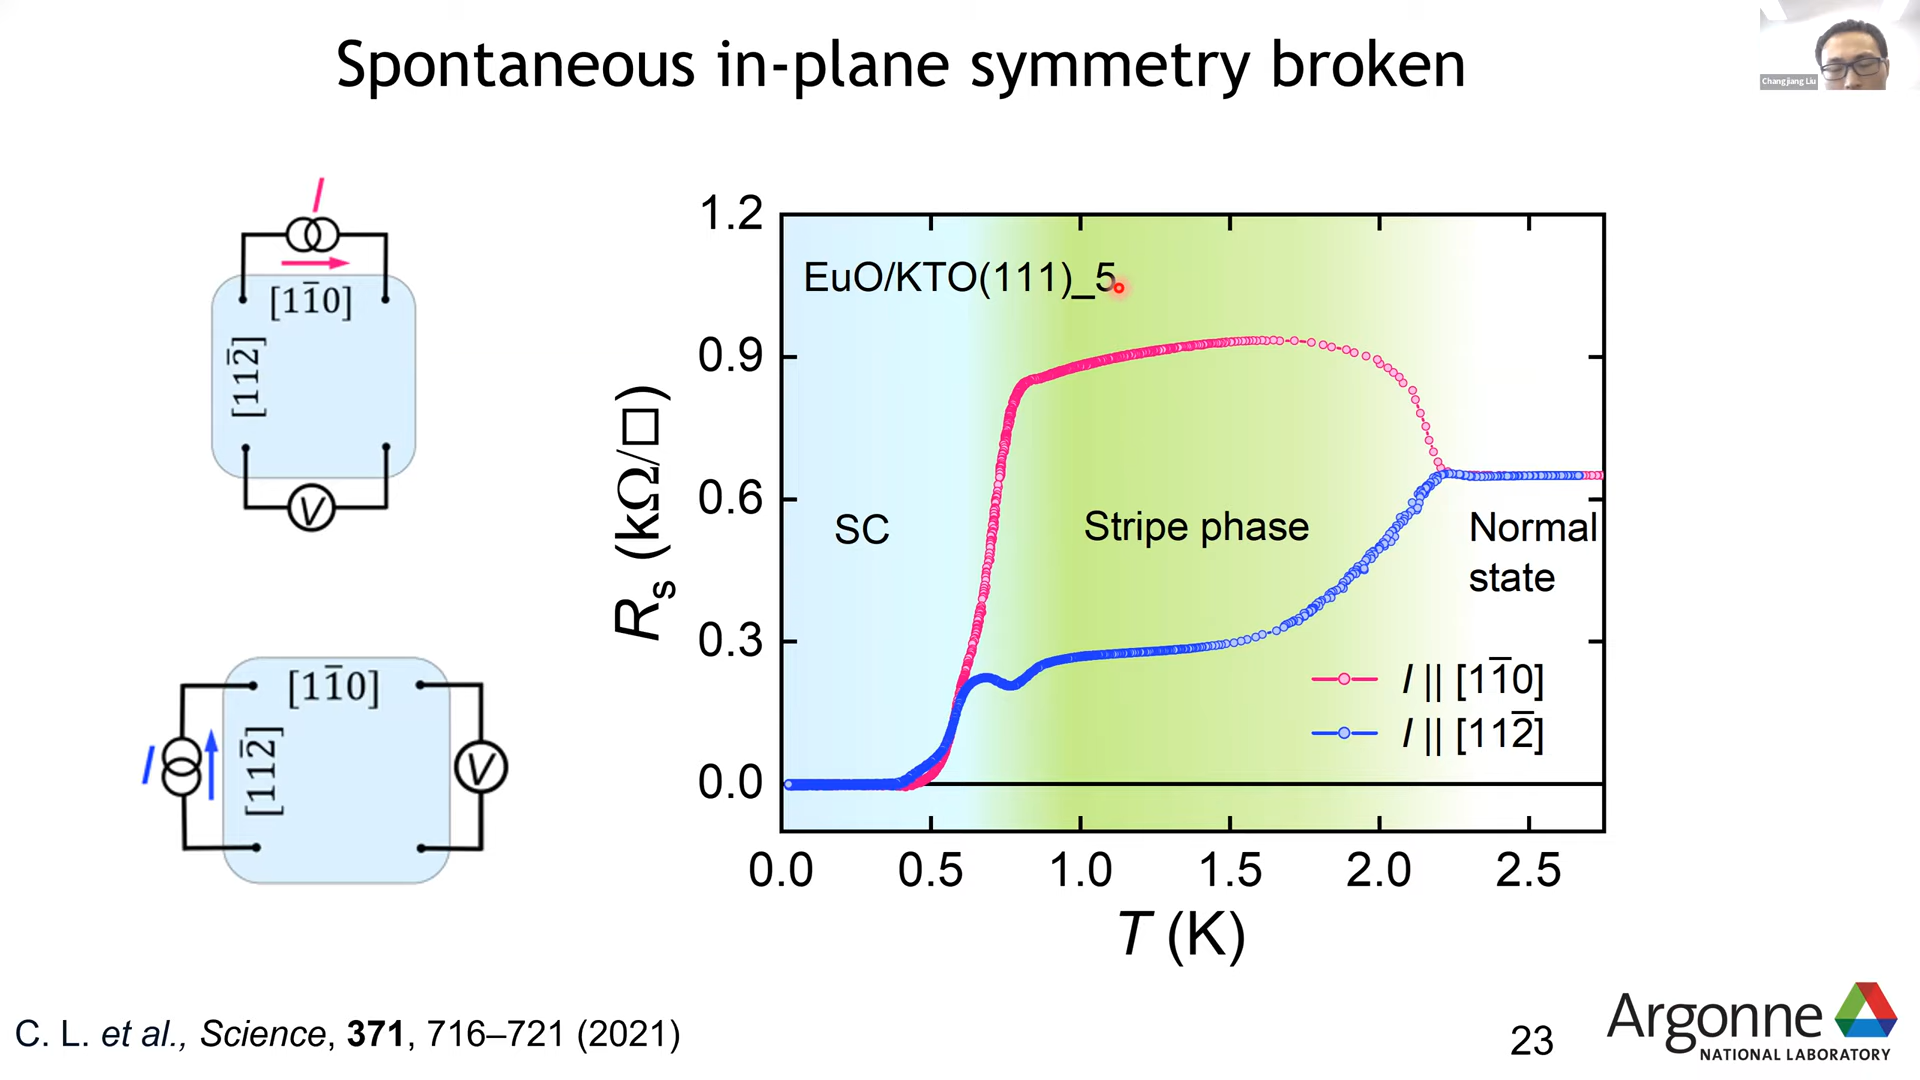 Spontaneous in-plane symmetry broken
Changjiang Liu
I
[11̅0]
[112̅]
V
[11̅0]
I
[112̅]
V
1.2
0.9
0.6
0.3
0.0
Rs (kΩ/□)
EuO/KTO(111)_5
SC
Stripe phase
Normal
state
I || [11̅0]
I || [112̅]
0.0 0.5 1.0 1.5 2.0 2.5
T (K)
C. L. et al., Science, 371, 716–721 (2021)
23
Argonne
NATIONAL LABORATORY